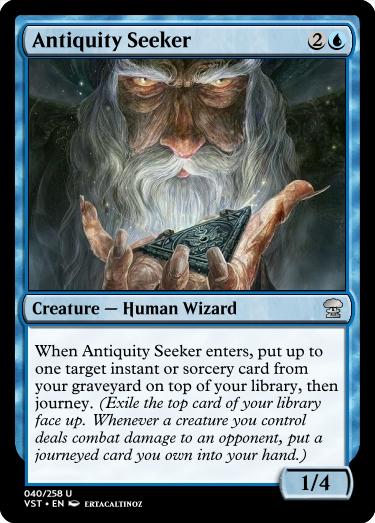 Antiquity Seeker 2
Creature — Human Wizard
When Antiquity Seeker enters, put up to
one target instant or sorcery card from
your graveyard on top of your library, then
journey. (Exile the top card of your library
face up. Whenever a creature you control
deals combat damage to an opponent, put a
journeyed card you own into your hand.)
1/4
040/258 U
VST • EN ERTACALTINOZ